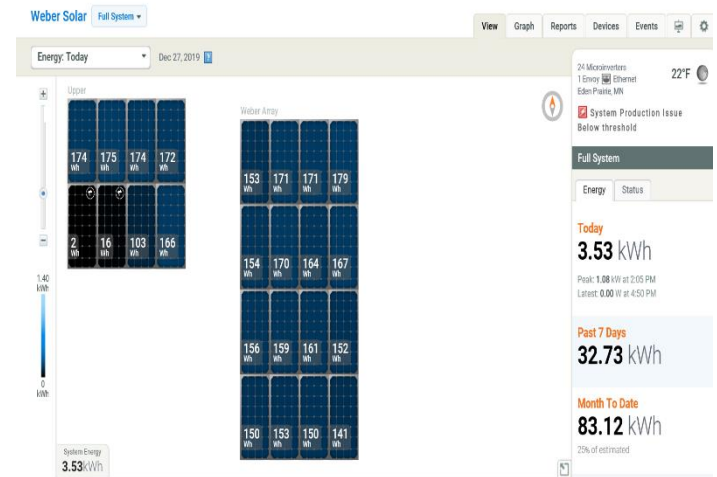 Weber Solar Full System
View Graph Reports Devices Events
Energy: Today Dec 27, 2019
Upper
174 Wh 175 Wh 174 Wh 172 Wh
2 Wh 16 Wh 103 Wh 166 Wh
Weber Array
153 Wh 171 Wh 171 Wh 179 Wh
154 Wh 170 Wh 164 Wh 167 Wh
156 Wh 159 Wh 161 Wh 152 Wh
150 Wh 153 Wh 150 Wh 141 Wh
1.40
kWh
0
kWh
System Energy
3.53kWh
24 Microinverters
1 Envoy Ethernet
Eden Prairie, MN
22°F
System Production Issue
Below threshold
Full System
Energy Status
Today
3.53 kWh
Peak: 1.08 kW at 2:05 PM
Latest: 0.00 W at 4:50 PM
Past 7 Days
32.73 kWh
Month To Date
83.12 kWh
25% of estimated